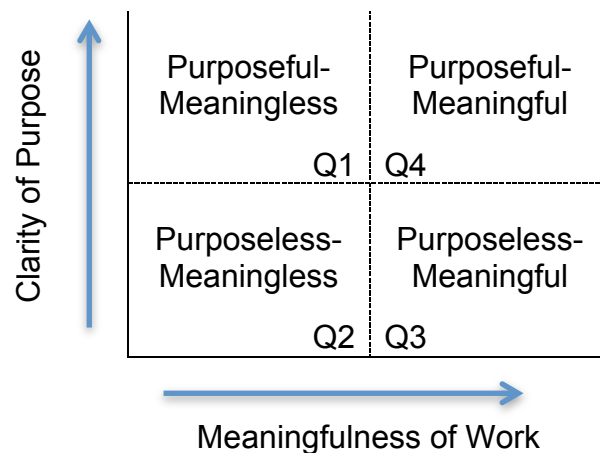 Clarity of Purpose
Purposeful-
Meaningless
Q1
Purposeful-
Meaningful
Q4
Purposeless-
Meaningless
Q2
Purposeless-
Meaningful
Q3
Meaningfulness of Work